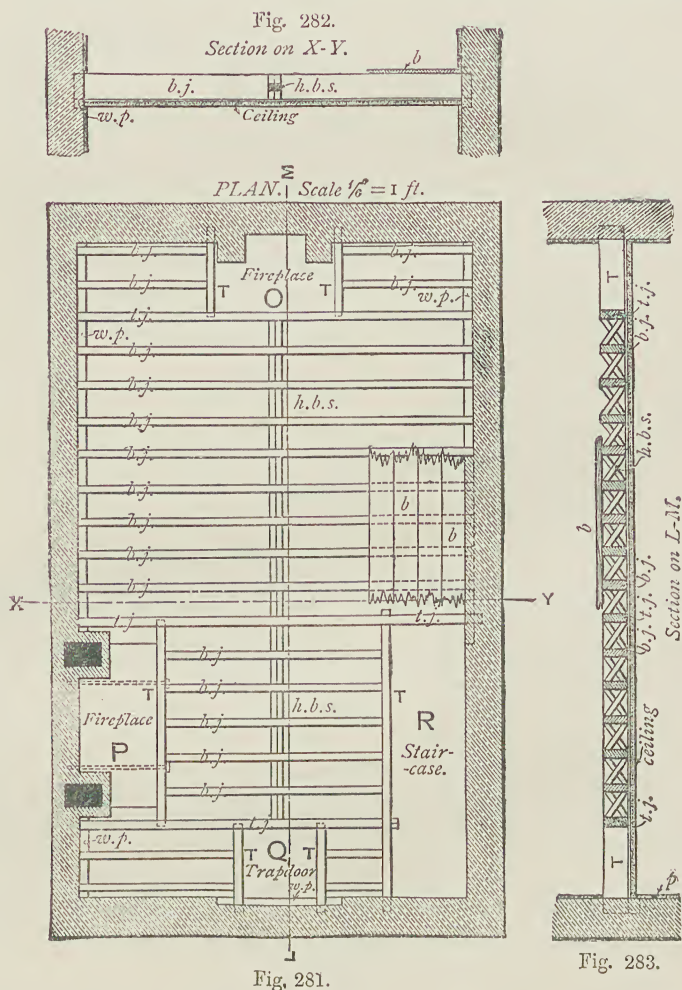 Fig. 282.
Section on X-Y.
b
b.j.
h.b.s.
Ceiling
w.p.
M
PLAN. Scale 1/6" = 1 ft.
b.j.
b.j.
Fireplace
b.j.
T
O
T
b.j.
w.p.
t.j.
w.p.
b.j.
b.j.
h.b.s.
b.j.
b.j.
b.j.
b
b.j.
b
b.j.
b.j.
X
Y
t.j.
t.j.
b.j.
T
b.j.
T
Fireplace
b.j.
h.b.s.
R
P
Stair-
-case.
b.j.
b.j.
t.j.
w.p.
T
Q
T
Trapdoor
w.p.
L
Fig. 281.
T
b.j. t.j.
h.b.s.
b
Section on L-M.
b.j. t.j. b.j.
ceiling
t.j.
T
p.
Fig. 283.